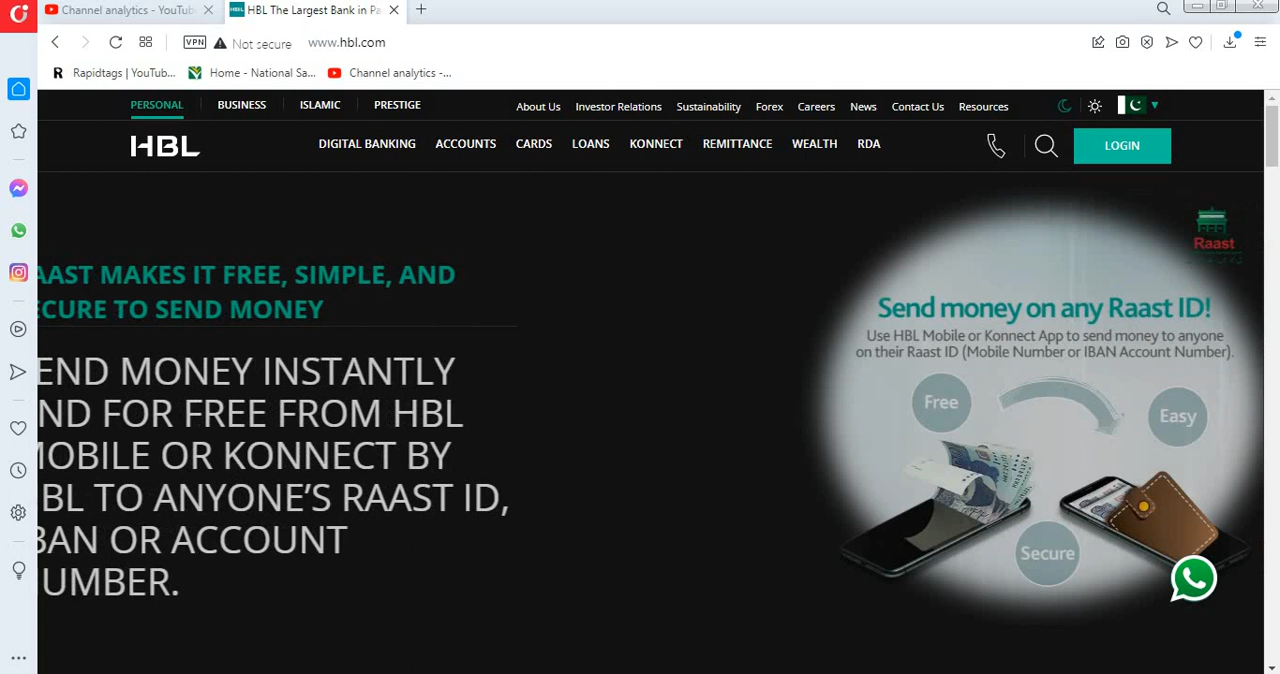 Channel analytics - YouTub
HBL The Largest Bank in Pa
VPN
Not secure
www.hbl.com
R Rapidtags | YouTub...
Home - National Sa...
Channel analytics -...
PERSONAL
BUSINESS
ISLAMIC
PRESTIGE
About Us
Investor Relations
Sustainability
Forex
Careers
News
Contact Us
Resources
HBL
DIGITAL BANKING
ACCOUNTS
CARDS
LOANS
KONNECT
REMITTANCE
WEALTH
RDA
LOGIN
AAST MAKES IT FREE, SIMPLE, AND
ECURE TO SEND MONEY
END MONEY INSTANTLY
ND FOR FREE FROM HBL
MOBILE OR KONNECT BY
BL TO ANYONE’S RAAST ID,
BAN OR ACCOUNT
UMBER.
Raast
Send money on any Raast ID!
Use HBL Mobile or Konnect App to send money to anyone
on their Raast ID (Mobile Number or IBAN Account Number).
Free
Easy
Secure